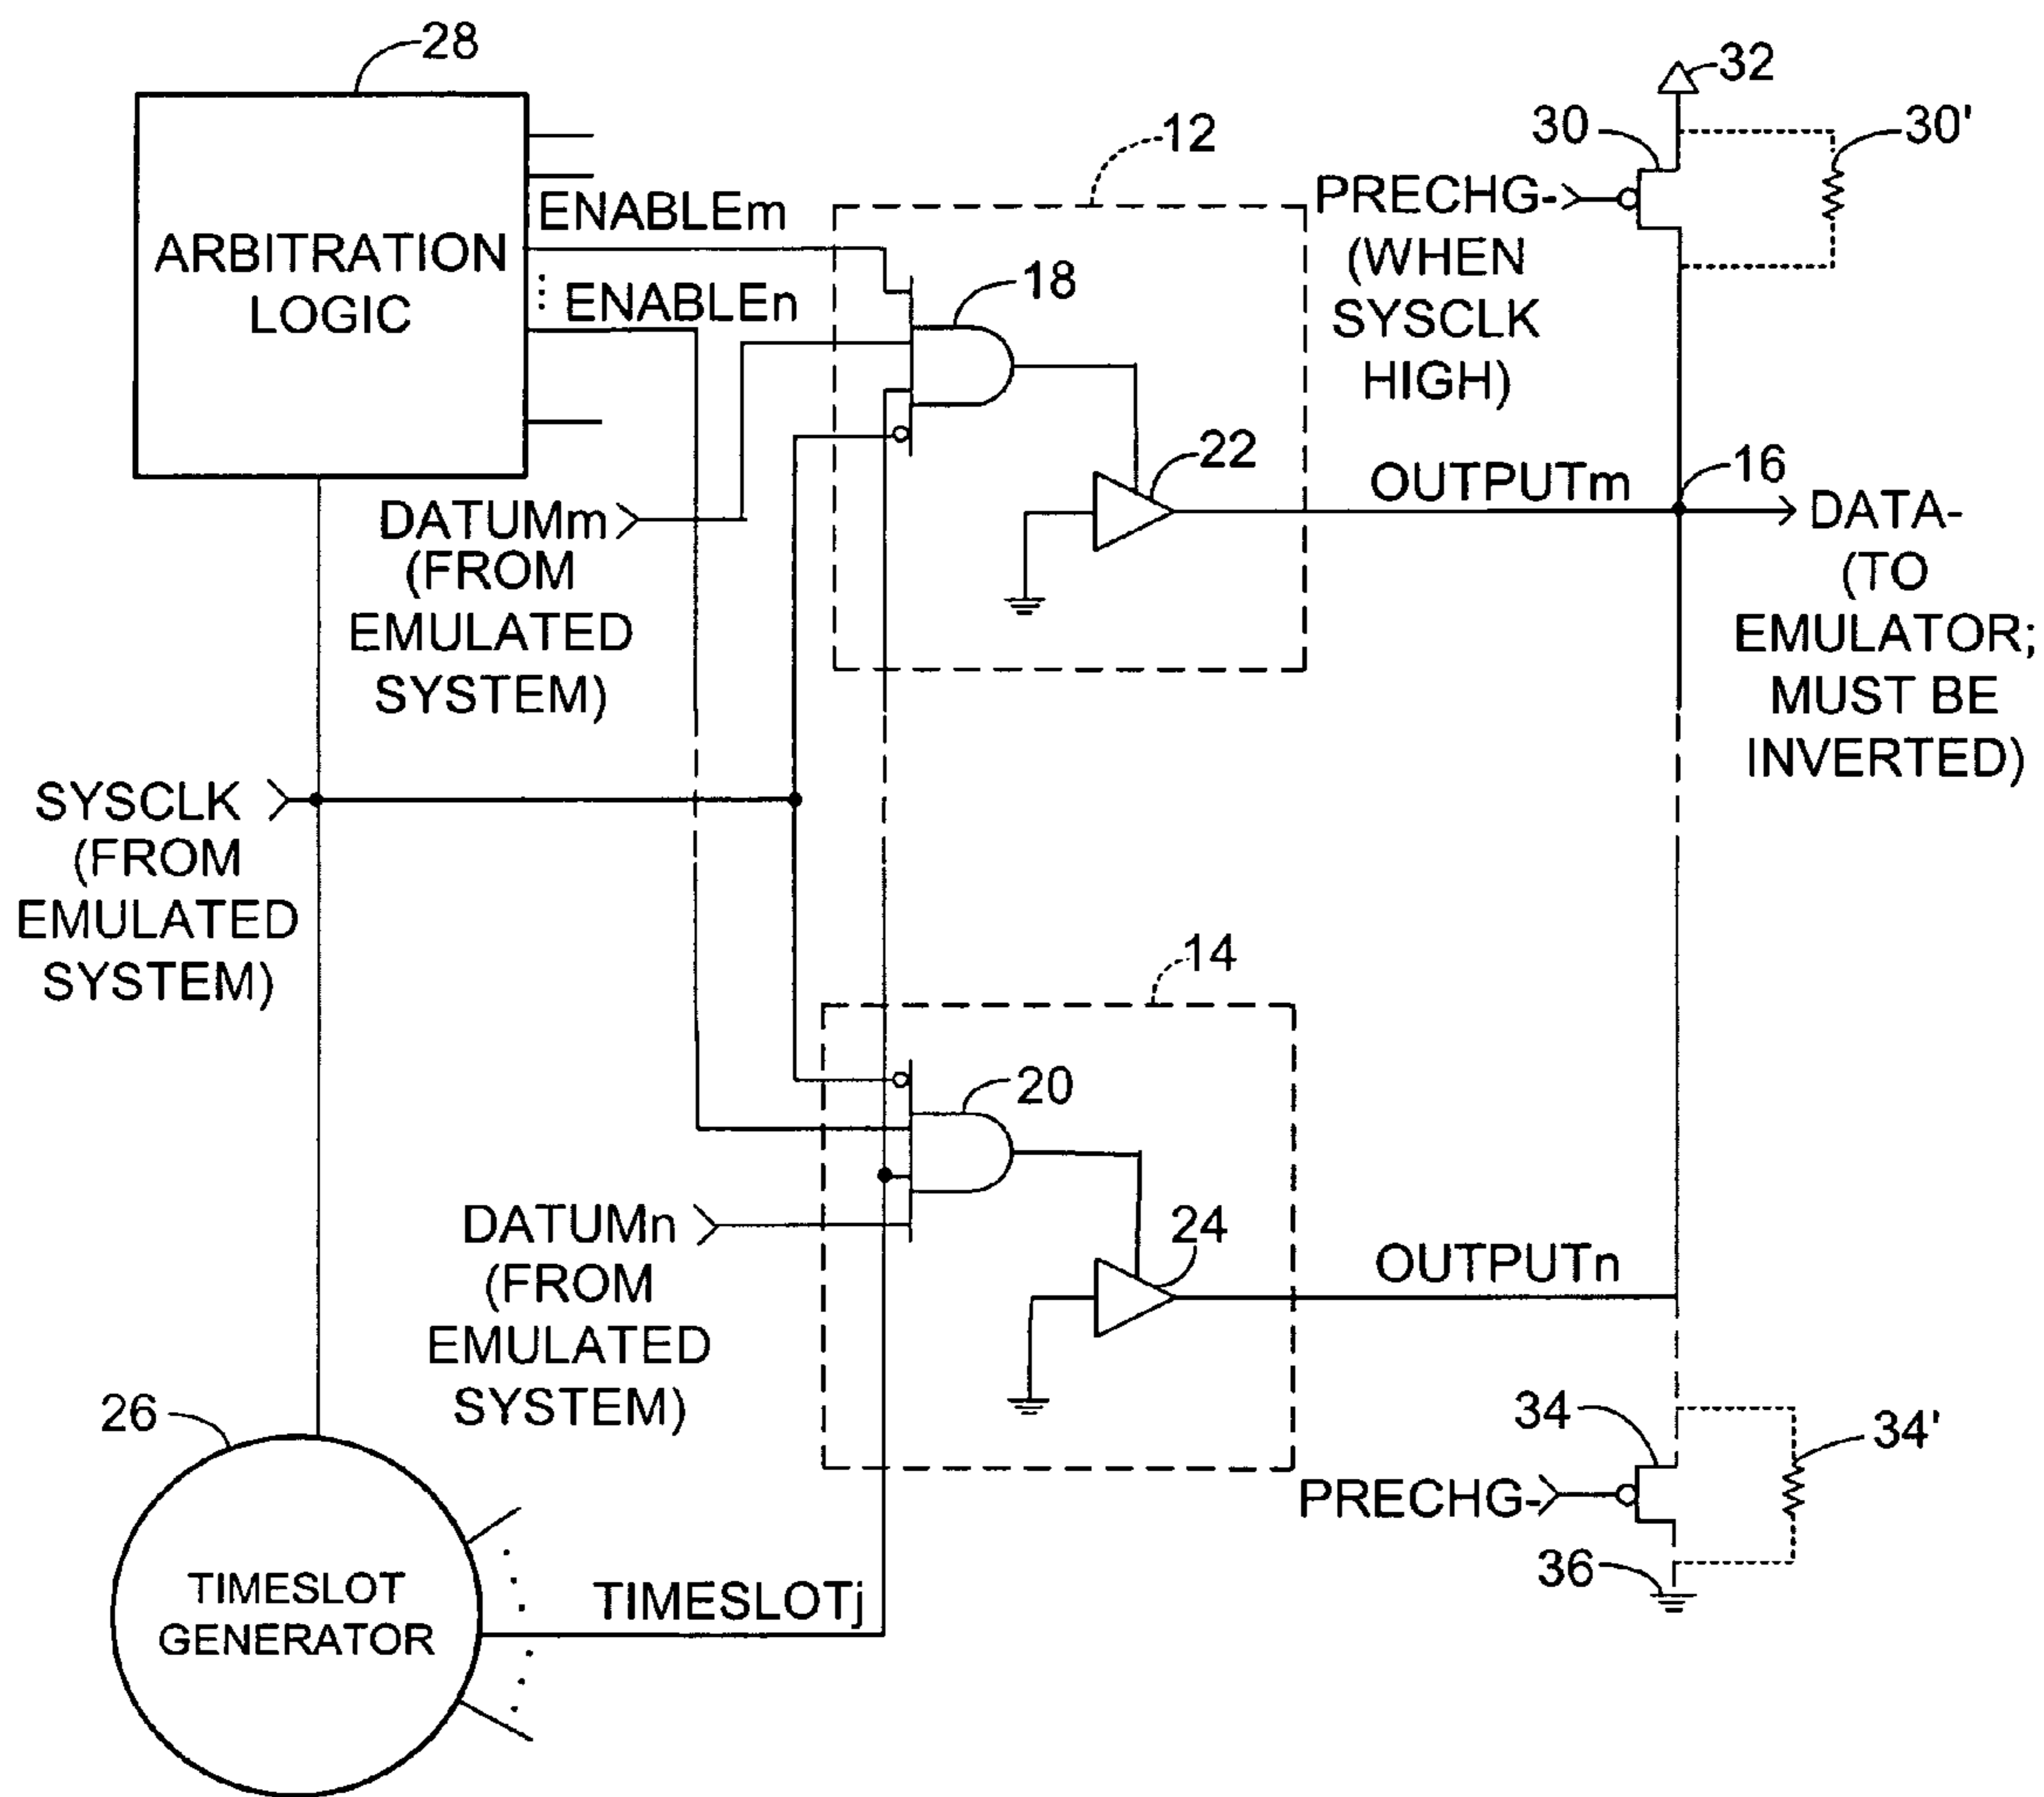 28
ARBITRATION
LOGIC
ENABLEm
ENABLEn
12
18
22
DATUMm
(FROM
EMULATED
SYSTEM)
32
30
30'
PRECHG-
(WHEN
SYSCLK
HIGH)
OUTPUTm
16
DATA-
(TO
EMULATOR;
MUST BE
INVERTED)
SYSCLK
(FROM
EMULATED
SYSTEM)
14
20
24
DATUMn
(FROM
EMULATED
SYSTEM)
OUTPUTn
34
34'
PRECHG-
36
26
TIMESLOT
GENERATOR
TIMESLOTj